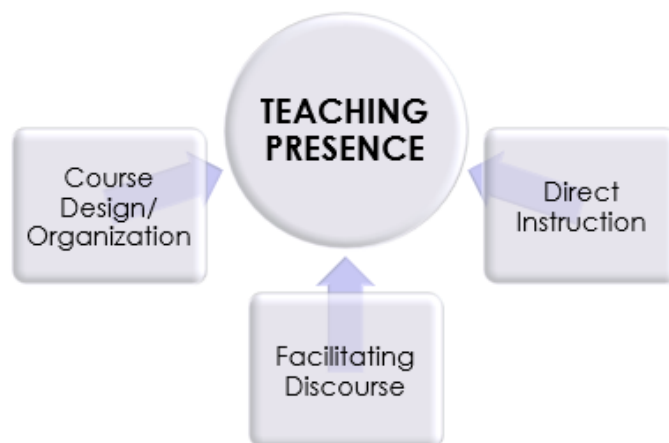 TEACHING
PRESENCE
Course
Design/
Organization
Direct
Instruction
Facilitating
Discourse